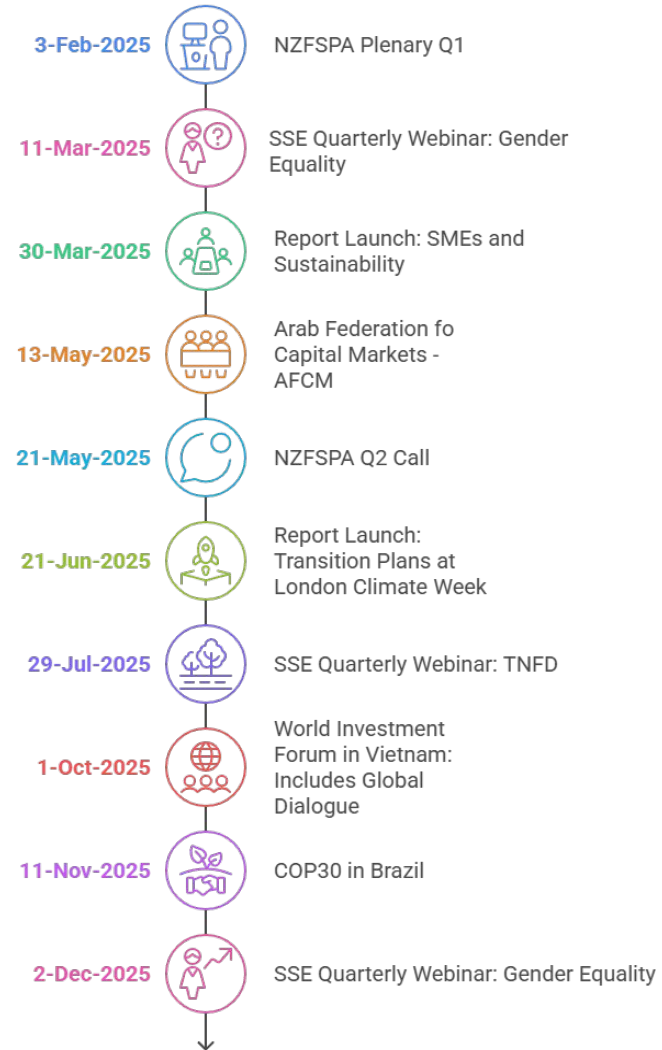 3-Feb-2025
NZFSPA Plenary Q1
11-Mar-2025
SSE Quarterly Webinar: Gender
Equality
30-Mar-2025
Report Launch: SMEs and
Sustainability
13-May-2025
Arab Federation fo
Capital Markets -
AFCM
21-May-2025
NZFSPA Q2 Call
21-Jun-2025
Report Launch:
Transition Plans at
London Climate Week
29-Jul-2025
SSE Quarterly Webinar: TNFD
1-Oct-2025
World Investment
Forum in Vietnam:
Includes Global
Dialogue
11-Nov-2025
COP30 in Brazil
2-Dec-2025
SSE Quarterly Webinar: Gender Equality